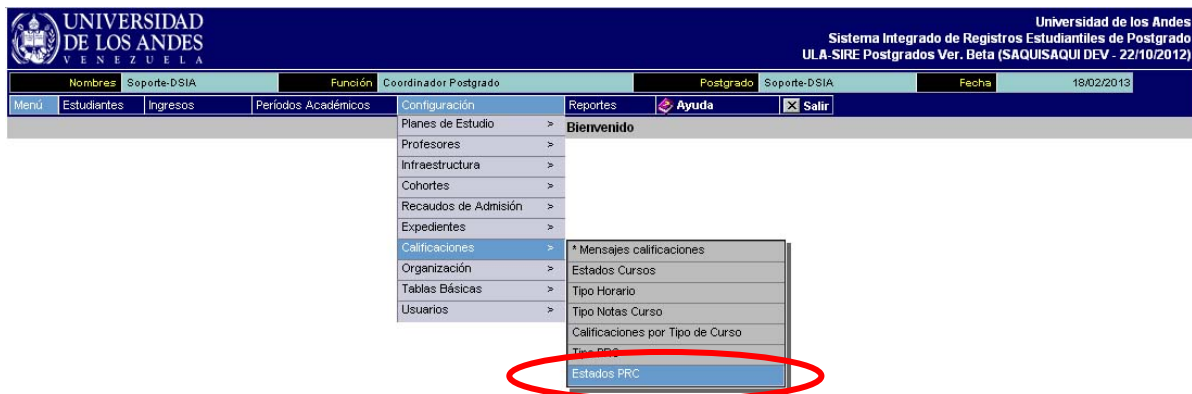 UNIVERSIDAD
DE LOS ANDES
VENEZUELA
Universidad de los Andes
Sistema Integrado de Registros Estudiantiles de Postgrado
ULA-SIRE Postgrados Ver. Beta (SAQUISAQUI DEV - 22/10/2012)
Nombres Soporte-DSIA Función Coordinador Postgrado Postgrado Soporte-DSIA Fecha 18/02/2013
Menú Estudiantes Ingresos Períodos Académicos Configuración Reportes Ayuda Salir
Bienvenido
Planes de Estudio >
Profesores >
Infraestructura >
Cohortes >
Recaudos de Admisión >
Expedientes >
Calificaciones >
Organización >
Tablas Básicas >
Usuarios >
* Mensajes calificaciones
Estados Cursos
Tipo Horario
Tipo Notas Curso
Calificaciones por Tipo de Curso
Tipo PRC
Estados PRC